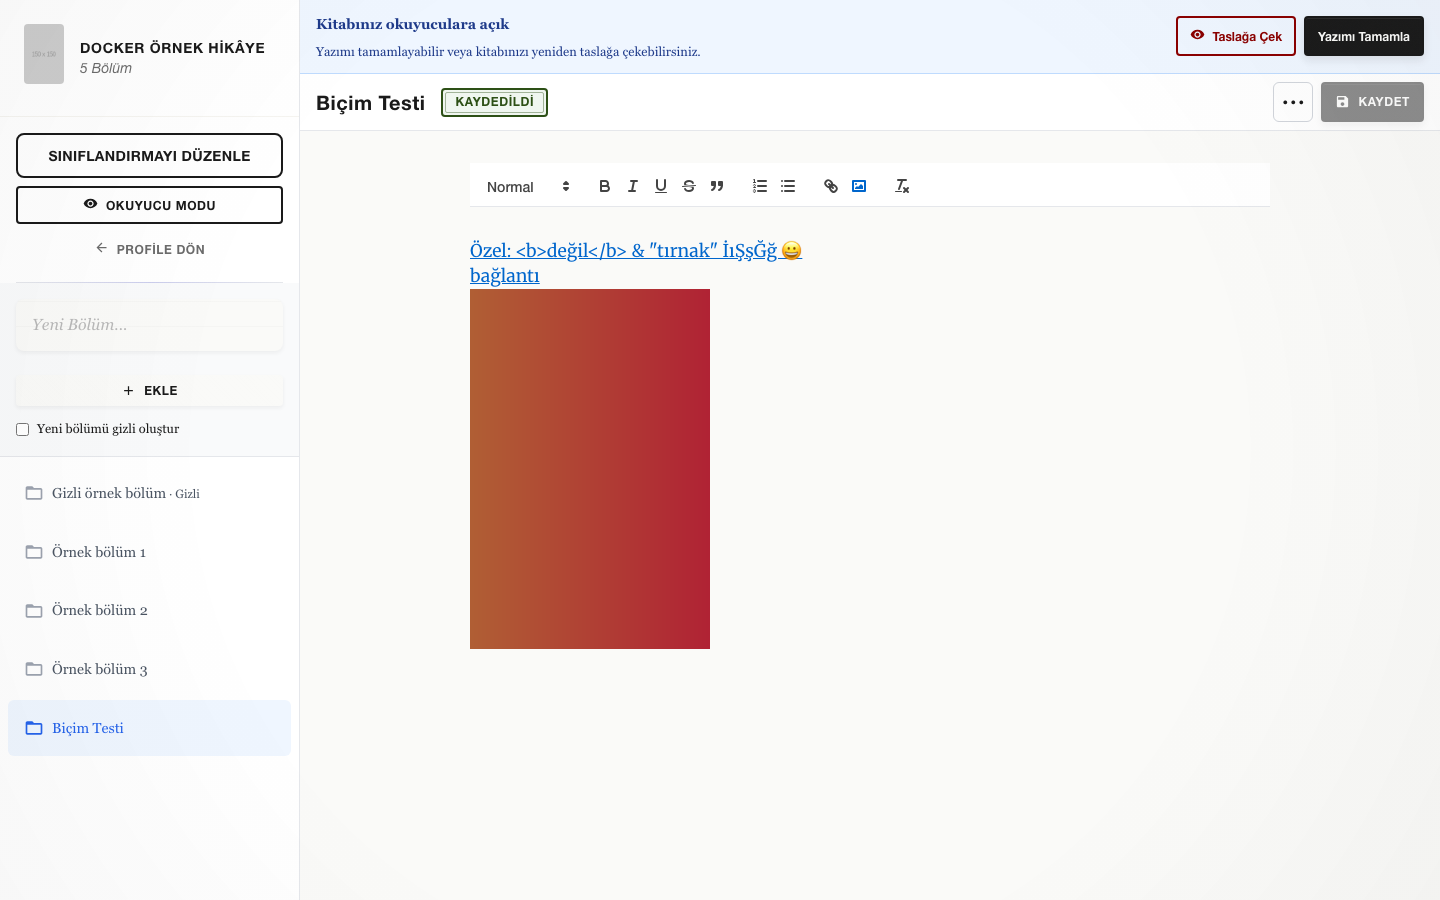 150 x 150
DOCKER ÖRNEK HİKÂYE
5 Bölüm
SINIFLANDIRMAYI DÜZENLE
OKUYUCU MODU
PROFİLE DÖN
Yeni Bölüm...
EKLE
Yeni bölümü gizli oluştur
Gizli örnek bölüm · Gizli
Örnek bölüm 1
Örnek bölüm 2
Örnek bölüm 3
Biçim Testi
Kitabınız okuyuculara açık
Yazımı tamamlayabilir veya kitabınızı yeniden taslağa çekebilirsiniz.
Taslağa Çek
Yazımı Tamamla
Biçim Testi
KAYDEDİLDİ
KAYDET
Normal
Özel: <b>değil</b> & "tırnak" İıŞşĞğ 😀
bağlantı